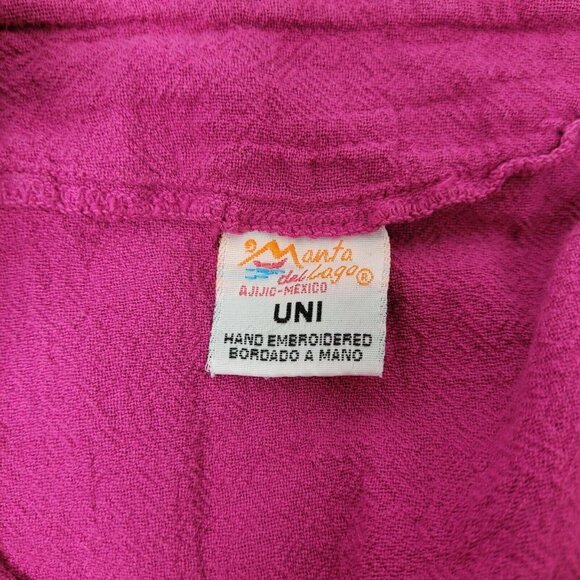 Manta
del Lago®
AJIJIC-MEXICO
UNI
HAND EMBROIDERED
BORDADO A MANO